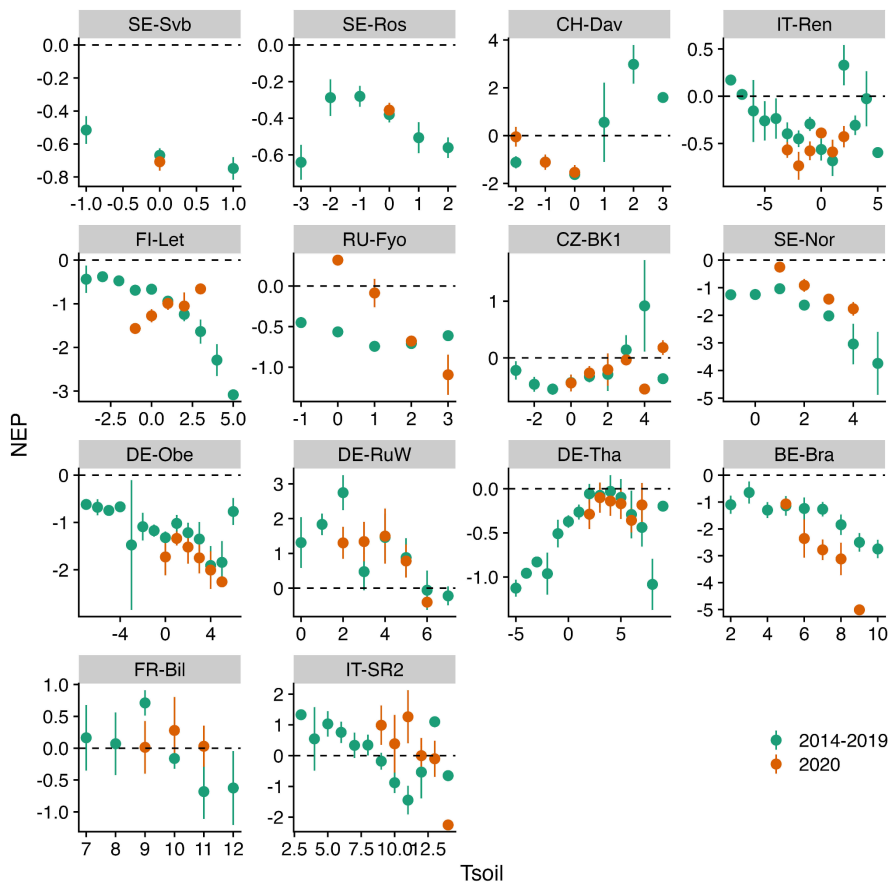 SE-Svb SE-Ros CH-Dav IT-Ren
0.0 -0.2 -0.4 -0.6 -0.8
-1.0 -0.5 0.0 0.5 1.0
0.0 -0.2 -0.4 -0.6
-3 -2 -1 0 1 2
4 2 0 -2
-2 -1 0 1 2 3
0.5 0.0 -0.5
-5 0 5
FI-Let RU-Fyo CZ-BK1 SE-Nor
0 -1 -2 -3
-2.5 0.0 2.5 5.0
0.0 -0.5 -1.0
-1 0 1 2 3
1 0
-2 0 2 4
0 -1 -2 -3 -4 -5
0 2 4
NEP
DE-Obe DE-RuW DE-Tha BE-Bra
0 -1 -2
-4 0 4
3 2 1 0
0 2 4 6
0.0 -0.5 -1.0
-5 0 5
0 -1 -2 -3 -4 -5
2 4 6 8 10
FR-Bil IT-SR2
1.0 0.5 0.0 -0.5 -1.0
7 8 9 10 11 12
2 1 0 -1 -2
2.5 5.0 7.5 10.0 12.5
2014-2019
2020
Tsoil